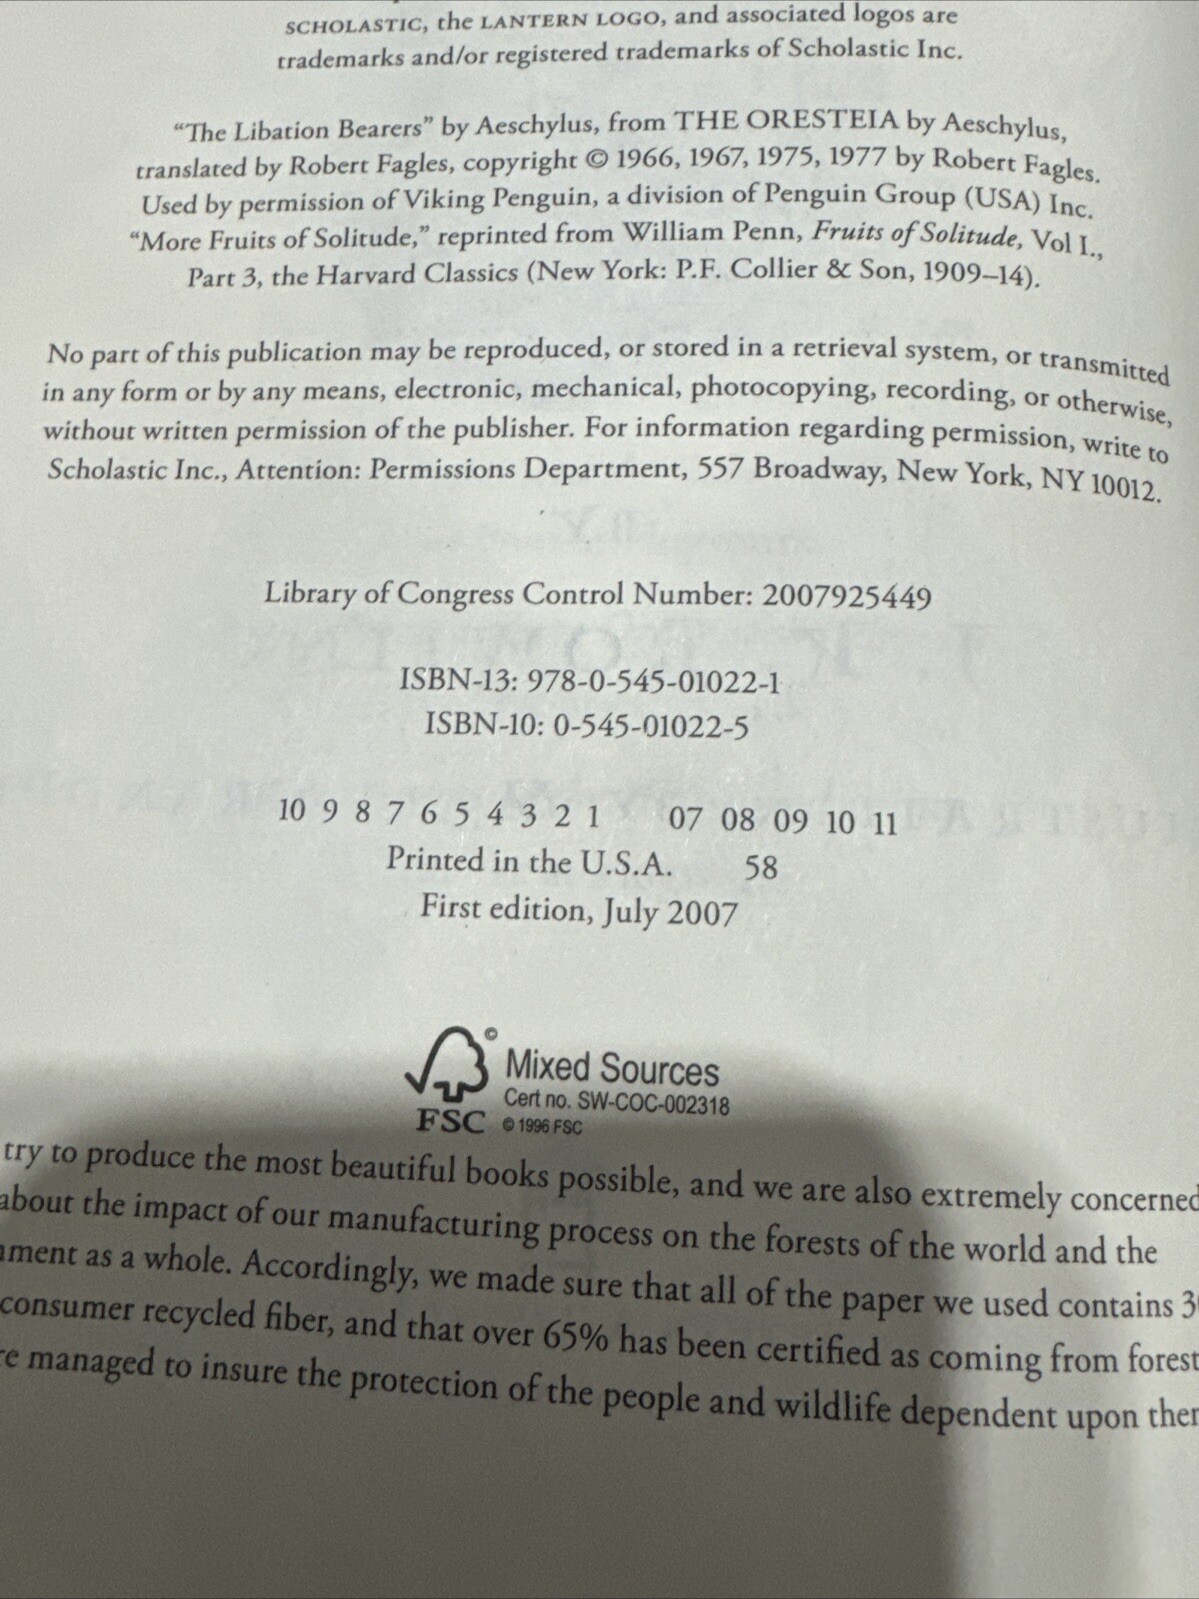 SCHOLASTIC, the LANTERN LOGO, and associated logos are
trademarks and/or registered trademarks of Scholastic Inc.
“The Libation Bearers” by Aeschylus, from THE ORESTEIA by Aeschylus,
translated by Robert Fagles, copyright © 1966, 1967, 1975, 1977 by Robert Fagles.
Used by permission of Viking Penguin, a division of Penguin Group (USA) Inc.
“More Fruits of Solitude,” reprinted from William Penn, Fruits of Solitude, Vol I.,
Part 3, the Harvard Classics (New York: P.F. Collier & Son, 1909–14).
No part of this publication may be reproduced, or stored in a retrieval system, or transmitted
in any form or by any means, electronic, mechanical, photocopying, recording, or otherwise,
without written permission of the publisher. For information regarding permission, write to
Scholastic Inc., Attention: Permissions Department, 557 Broadway, New York, NY 10012.
Library of Congress Control Number: 2007925449
ISBN-13: 978-0-545-01022-1
ISBN-10: 0-545-01022-5
10 9 8 7 6 5 4 3 2 1 07 08 09 10 11
Printed in the U.S.A. 58
First edition, July 2007
Mixed Sources
Cert no. SW-COC-002318
FSC © 1996 FSC
try to produce the most beautiful books possible, and we are also extremely concerned
about the impact of our manufacturing process on the forests of the world and the
as a whole. Accordingly, we made sure that all of the paper we used contains
consumer recycled fiber, and that over 65% has been certified as coming from
managed to insure the protection of the people and wildlife dependent upon